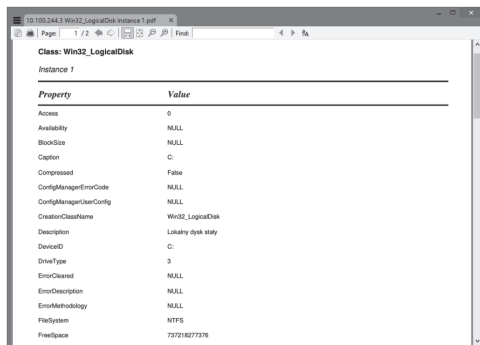 10.100.244.3 Win32_LogicalDisk Instance 1.pdf ×
Page: 1 / 2 Find:
Class: Win32_LogicalDisk
Instance 1
Property Value
Access 0
Availability NULL
BlockSize NULL
Caption C:
Compressed False
ConfigManagerErrorCode NULL
ConfigManagerUserConfig NULL
CreationClassName Win32_LogicalDisk
Description Lokalny dysk stały
DeviceID C:
DriveType 3
ErrorCleared NULL
ErrorDescription NULL
ErrorMethodology NULL
FileSystem NTFS
FreeSpace 737218277376